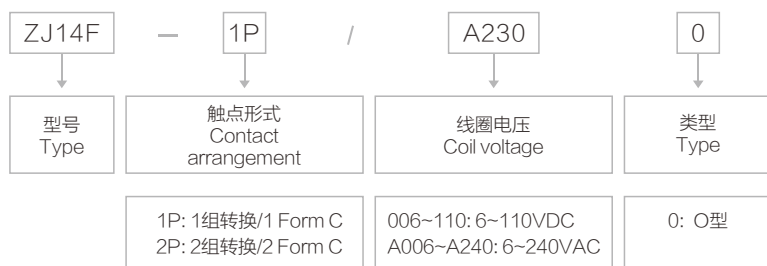 ZJ14F — 1P / A230 0
型号
Type
触点形式
Contact
arrangement
线圈电压
Coil voltage
类型
Type
1P: 1组转换/1 Form C
2P: 2组转换/2 Form C
006~110: 6~110VDC
A006~A240: 6~240VAC
0: O型